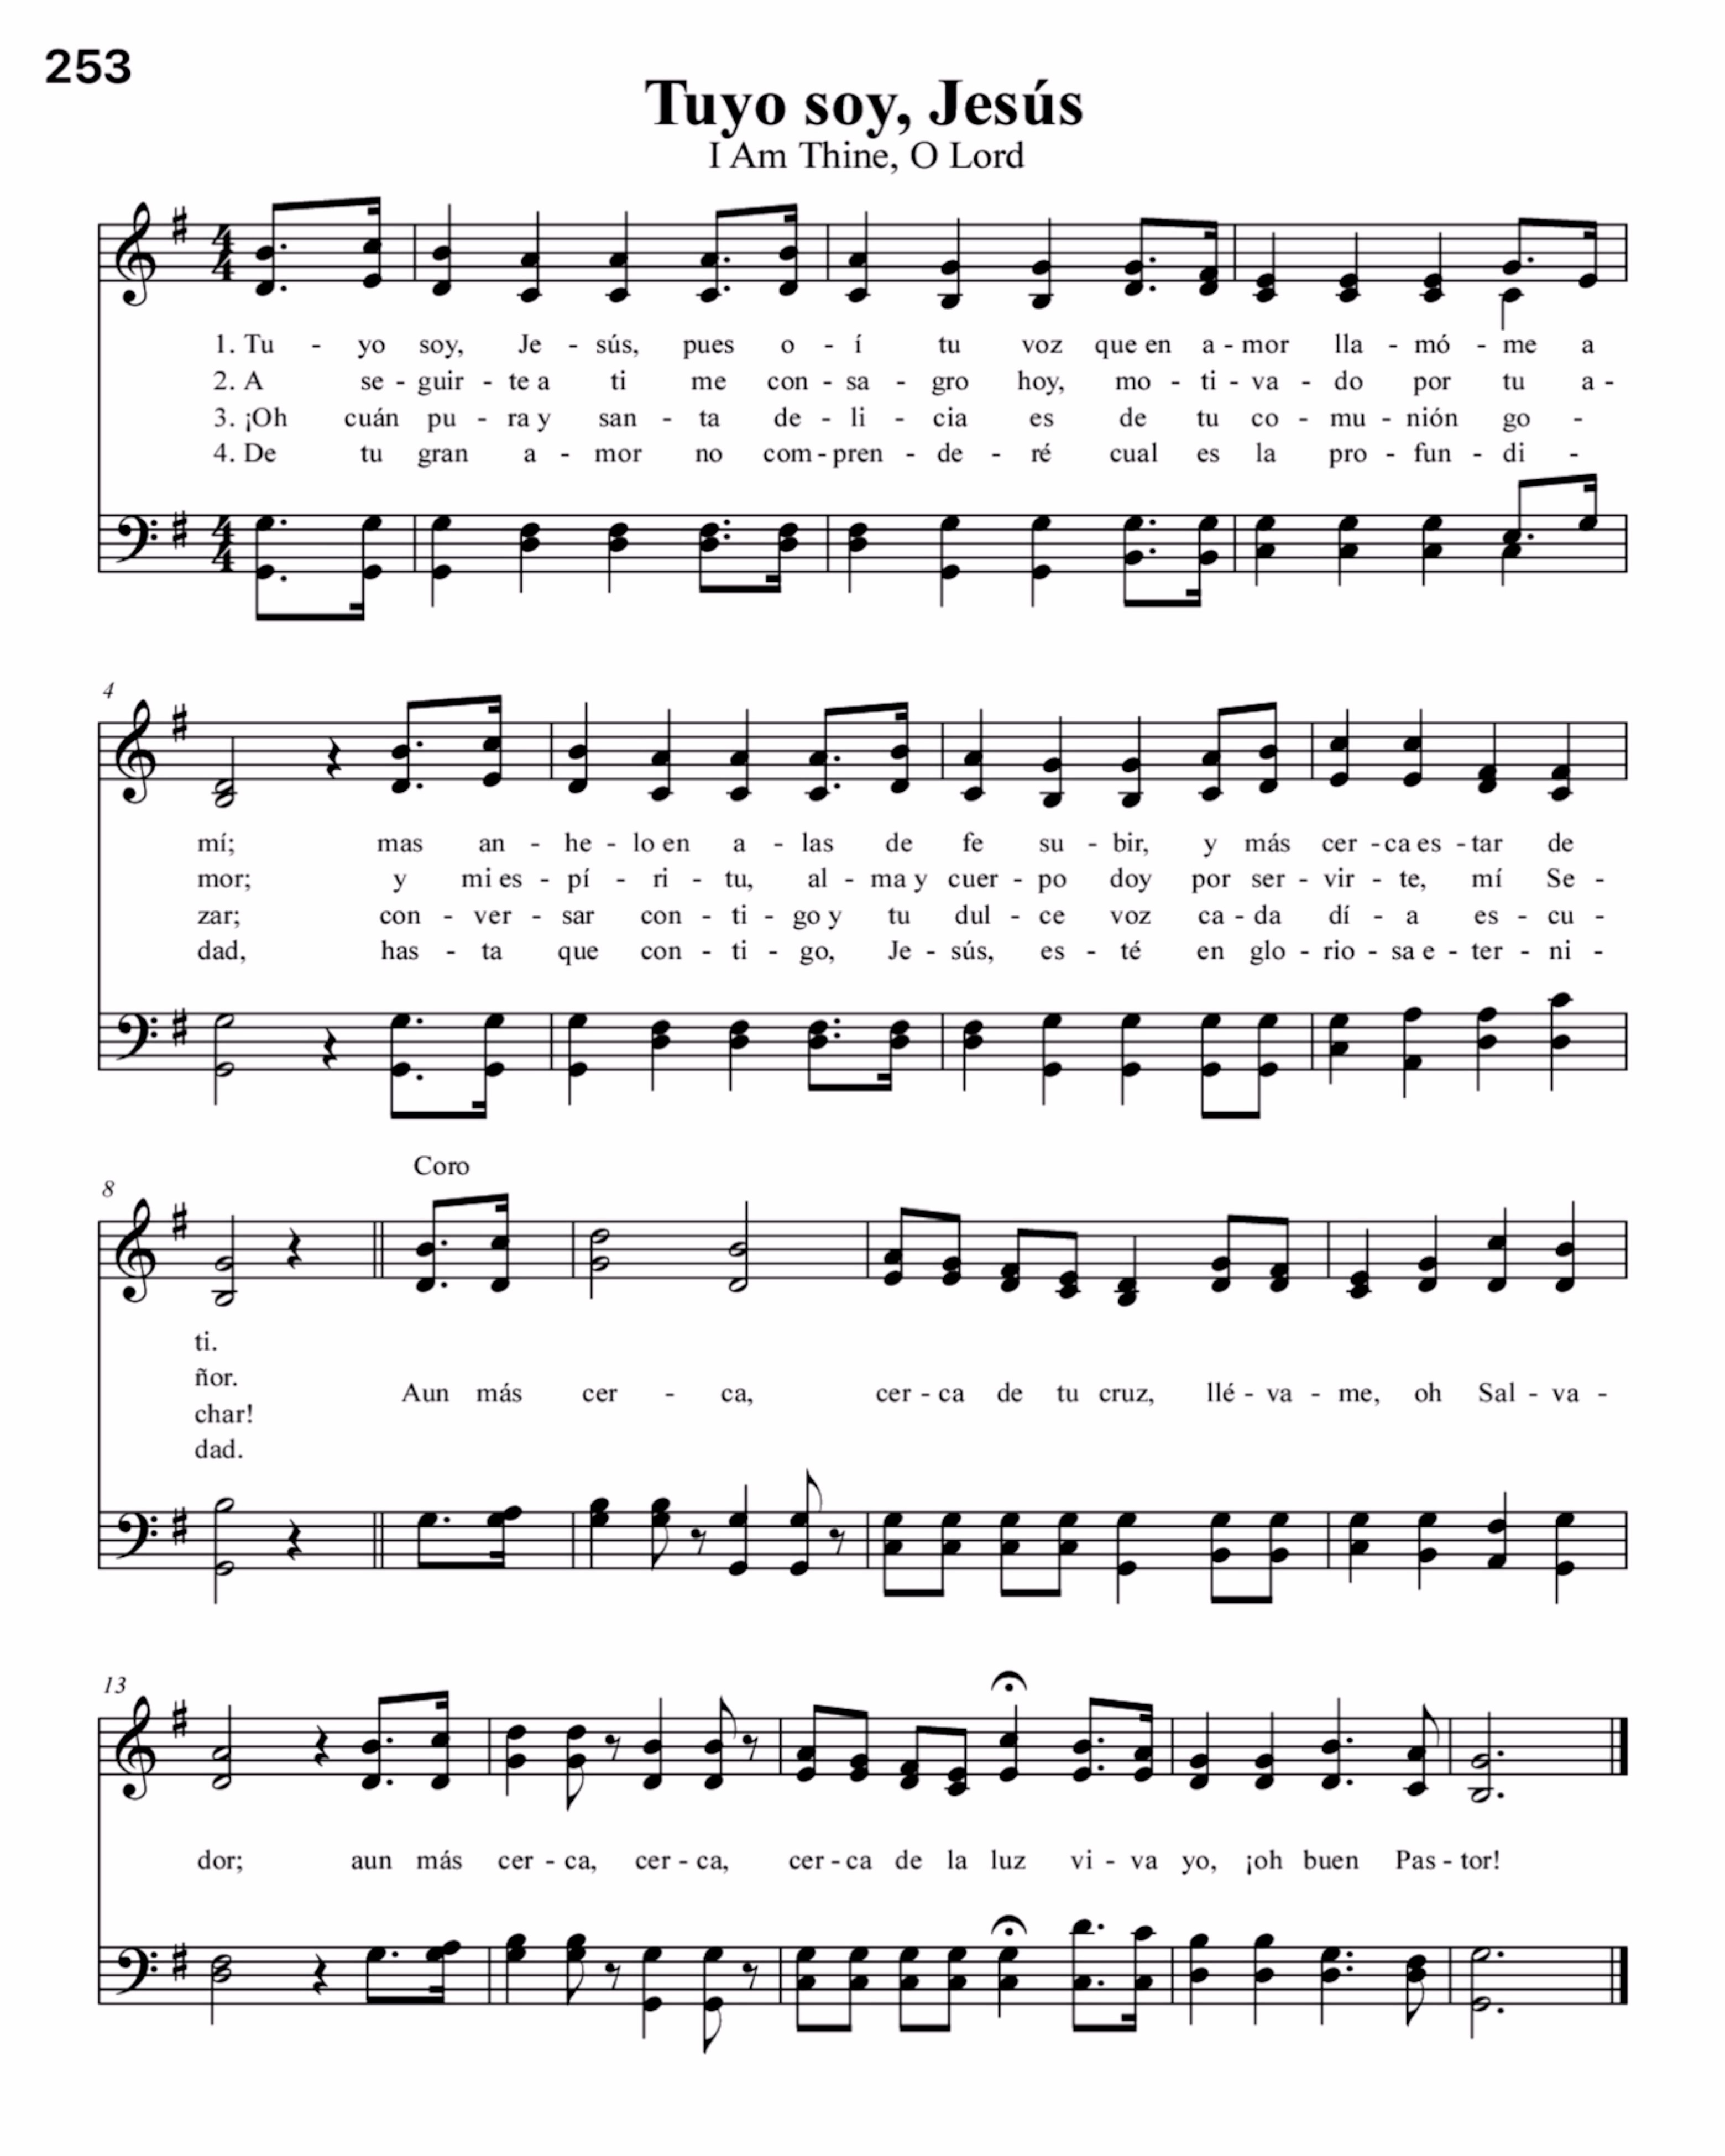 253
Tuyo soy, Jesús
I Am Thine, O Lord
1. Tu - yo soy, Je - sús, pues o - í tu voz que en a - mor lla - mó - me a
2. A se - guir - te a ti me con - sa - gro hoy, mo - ti - va - do por tu a -
3. ¡Oh cuán pu - ra y san - ta de - li - cia es de tu co - mu - nión go -
4. De tu gran a - mor no com - pren - de - ré cual es la pro - fun - di -
4
mí; mas an - he - lo en a - las de fe su - bir, y más cer - ca es - tar de
mor; y mi es - pí - ri - tu, al - ma y cuer - po doy por ser - vir - te, mí Se -
zar; con - ver - sar con - ti - go y tu dul - ce voz ca - da dí - a es - cu -
dad, has - ta que con - ti - go, Je - sús, es - té en glo - rio - sa e - ter - ni -
8
Coro
ti.
ñor.
char!
dad.
Aun más cer - ca, cer - ca de tu cruz, llé - va - me, oh Sal - va -
13
dor; aun más cer - ca, cer - ca, cer - ca de la luz vi - va yo, ¡oh buen Pas - tor!